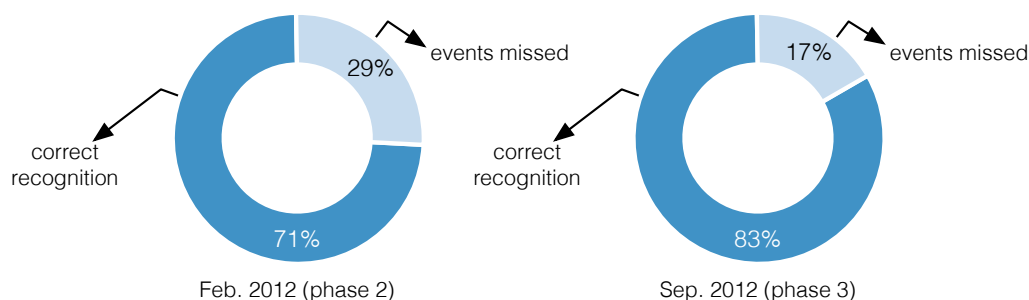 29%
events missed
correct
recognition
71%
Feb. 2012 (phase 2)
17%
events missed
correct
recognition
83%
Sep. 2012 (phase 3)